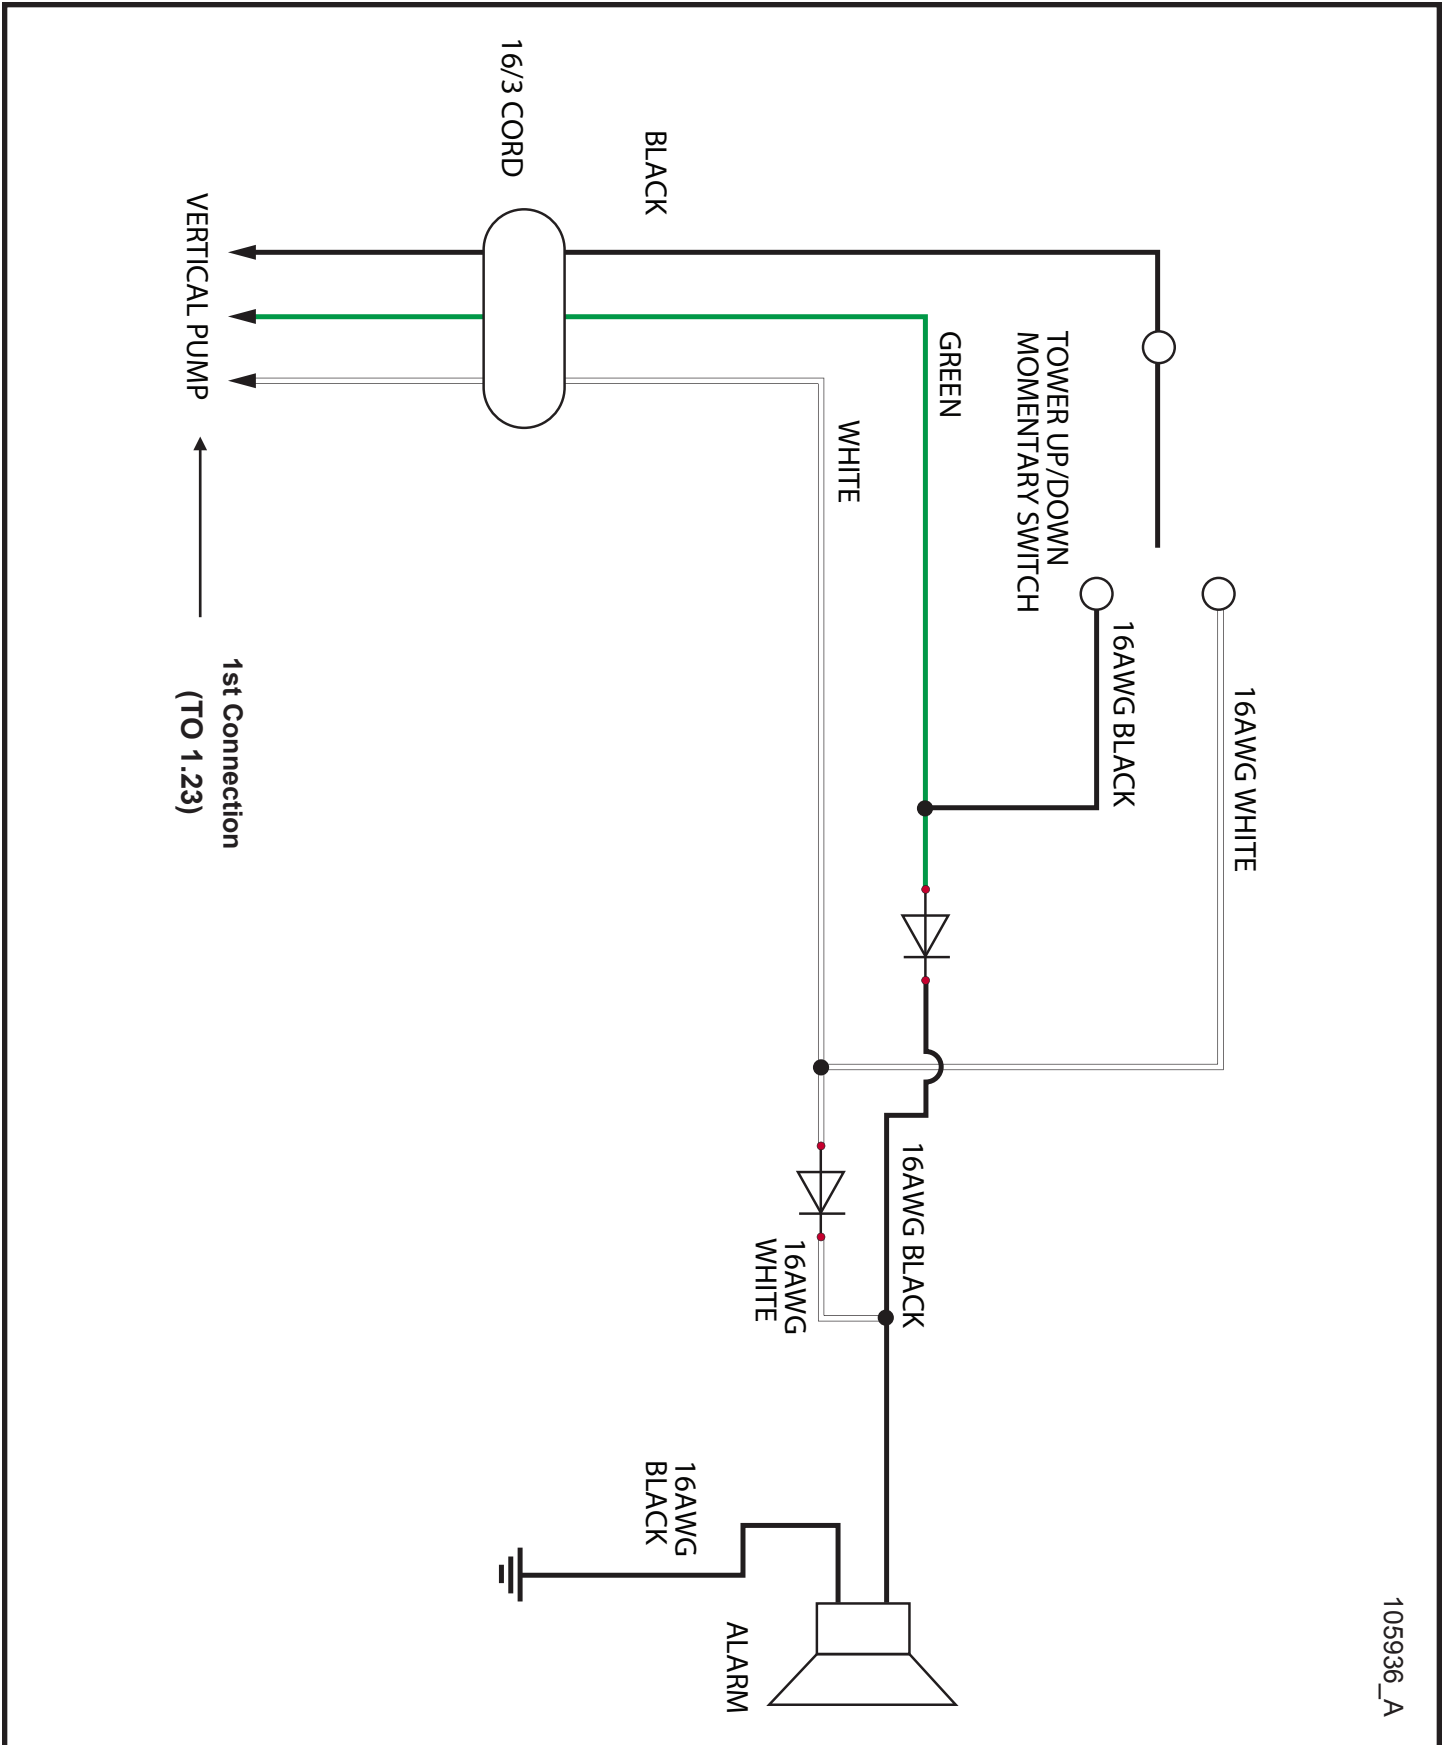 105936_A
16AWG WHITE
16AWG BLACK
TOWER UP/DOWN
MOMENTARY SWITCH
GREEN
16AWG BLACK
WHITE
16AWG
WHITE
ALARM
16AWG
BLACK
BLACK
16/3 CORD
VERTICAL PUMP
1st Connection
(TO 1.23)